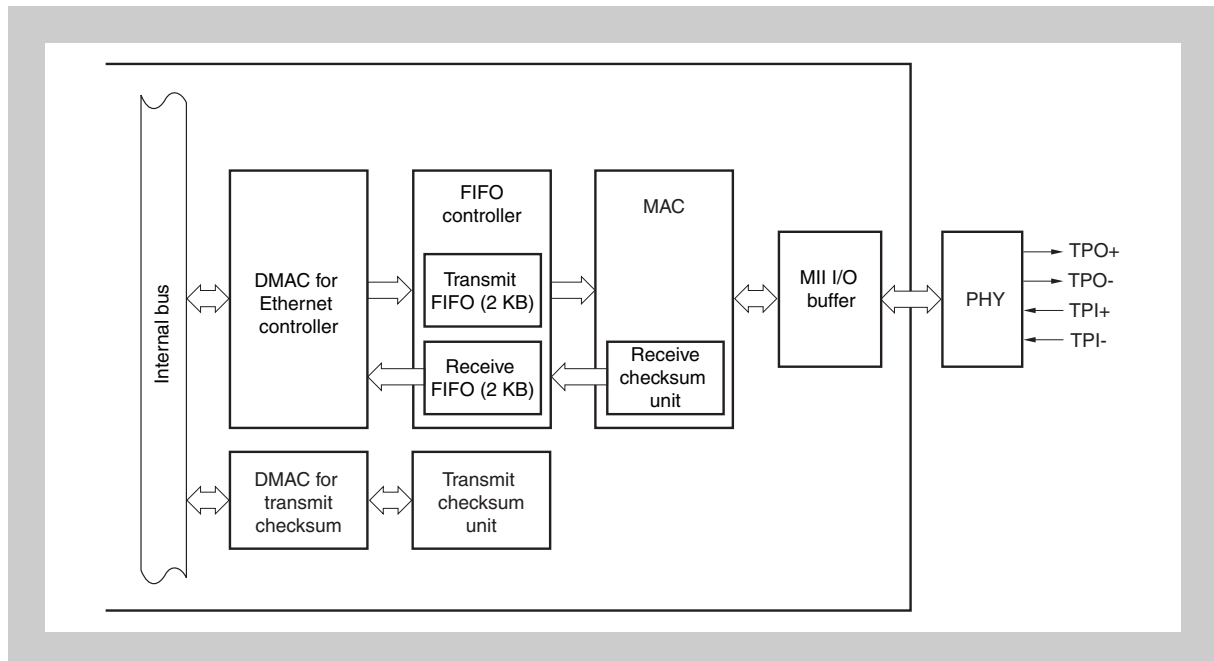 Internal bus
DMAC for
Ethernet
controller
FIFO
controller
Transmit
FIFO (2 KB)
Receive
FIFO (2 KB)
MAC
Receive
checksum
unit
MII I/O
buffer
PHY
TPO+
TPO-
TPI+
TPI-
DMAC for
transmit
checksum
Transmit
checksum
unit